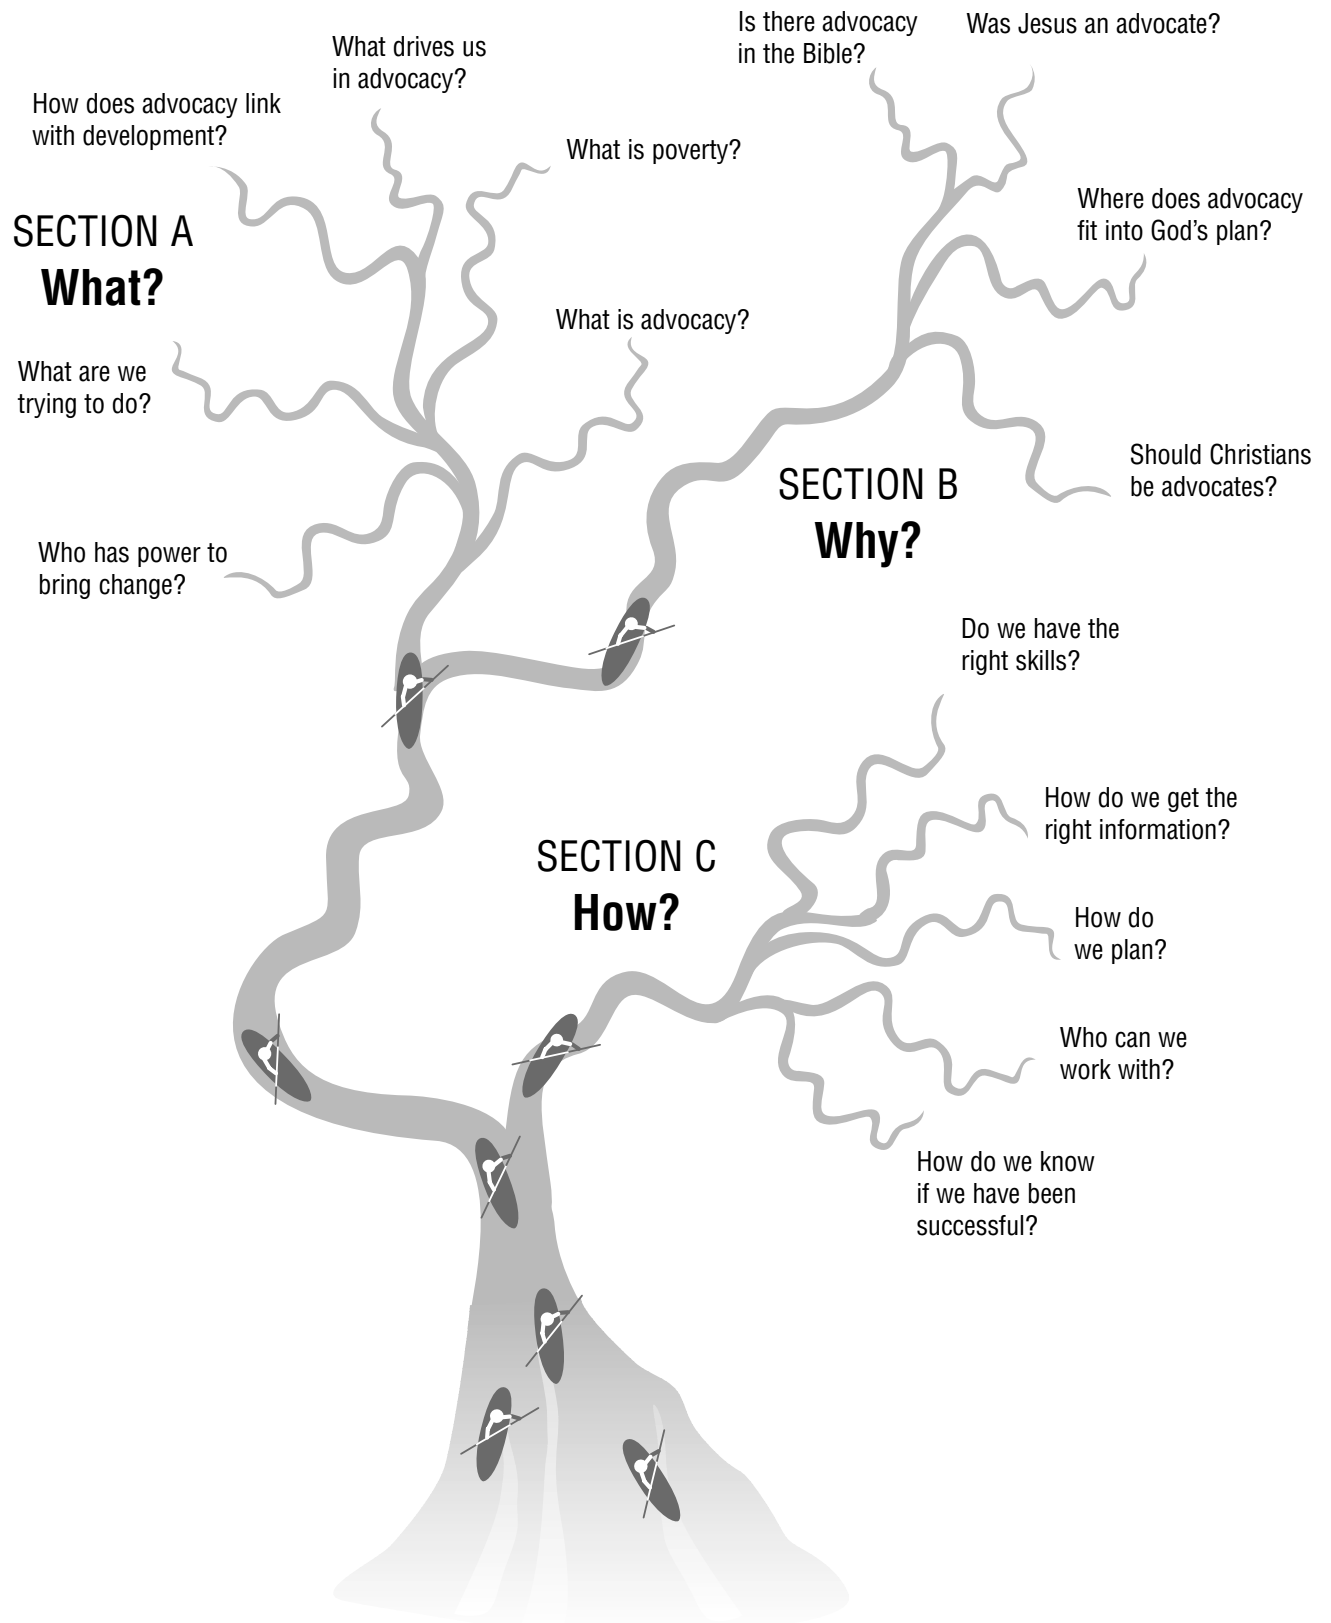 What drives us
in advocacy?
How does advocacy link
with development?
What is poverty?
SECTION A
What?
What is advocacy?
What are we
trying to do?
Who has power to
bring change?
Is there advocacy
in the Bible?
Was Jesus an advocate?
Where does advocacy
fit into God’s plan?
SECTION B
Why?
Should Christians
be advocates?
Do we have the
right skills?
How do we get the
right information?
SECTION C
How?
How do
we plan?
Who can we
work with?
How do we know
if we have been
successful?